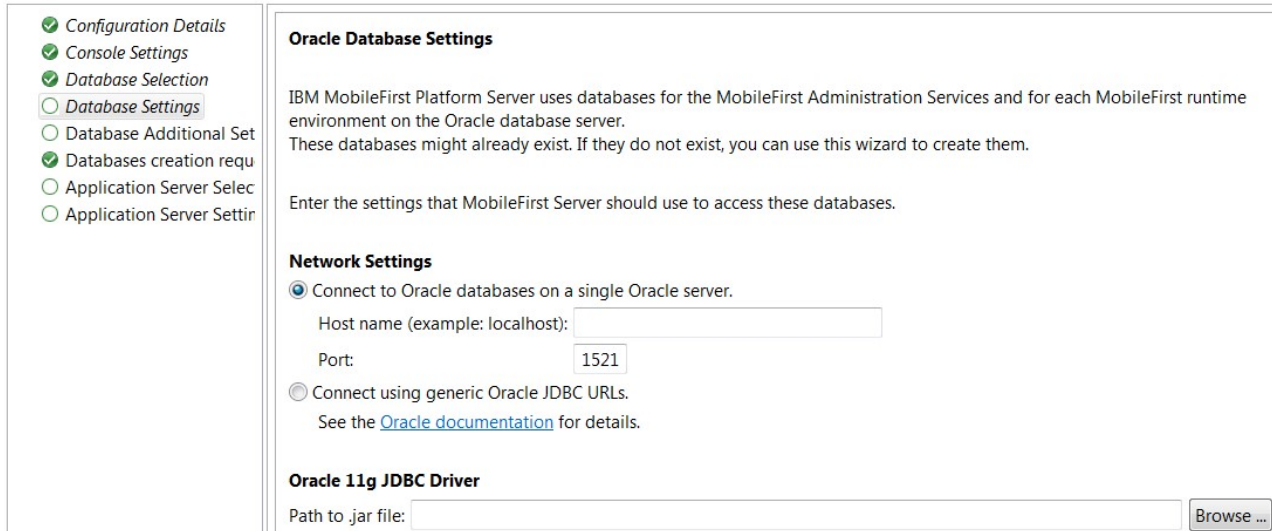 Configuration Details
Console Settings
Database Selection
Database Settings
Database Additional Set
Databases creation requ
Application Server Selec
Application Server Settin
Oracle Database Settings
IBM MobileFirst Platform Server uses databases for the MobileFirst Administration Services and for each MobileFirst runtime
environment on the Oracle database server.
These databases might already exist. If they do not exist, you can use this wizard to create them.
Enter the settings that MobileFirst Server should use to access these databases.
Network Settings
Connect to Oracle databases on a single Oracle server.
Host name (example: localhost):
Port: 1521
Connect using generic Oracle JDBC URLs.
See the Oracle documentation for details.
Oracle 11g JDBC Driver
Path to .jar file: Browse ...